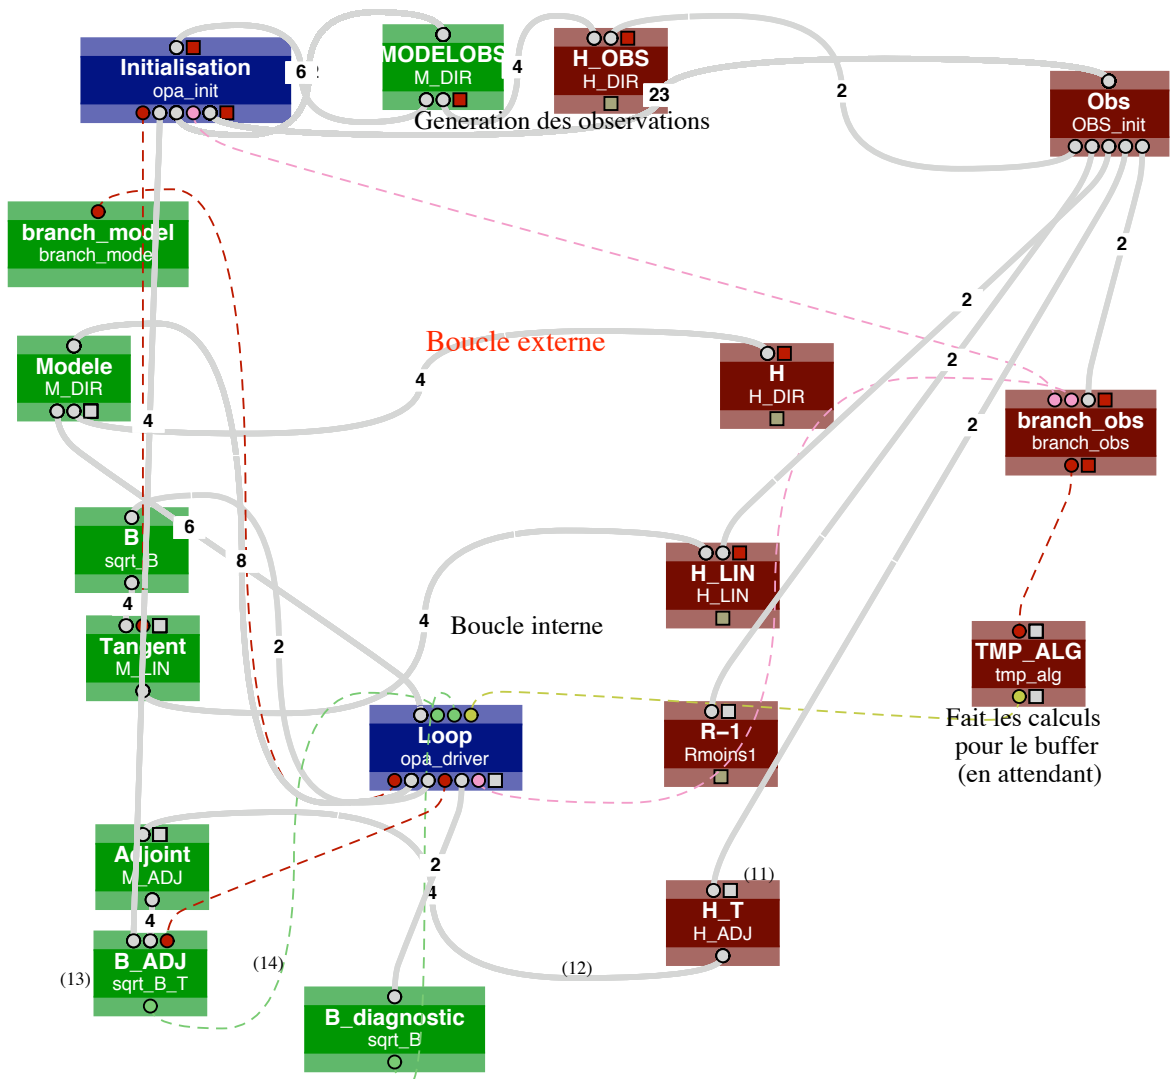 Initialisation
opa_init
6
MODELOBS
M_DIR
4
H_OBS
H_DIR
23
2
Obs
OBS_init
Generation des observations
branch_model
branch_mode
2
2
Modele
M_DIR
4
Boucle externe
4
H
H_DIR
2
2
branch_obs
branch_obs
B
sqrt_B
6
8
4
Tangent
M_LIN
2
4
Boucle interne
H_LIN
H_LIN
TMP_ALG
tmp_alg
Fait les calculs
pour le buffer
(en attendant)
Loop
opa_driver
R–1
Rmoins1
Adjoint
M_ADJ
2
4
(11)
H_T
H_ADJ
4
B_ADJ
sqrt_B_T
(13)
(14)
(12)
B_diagnostic
sqrt_B